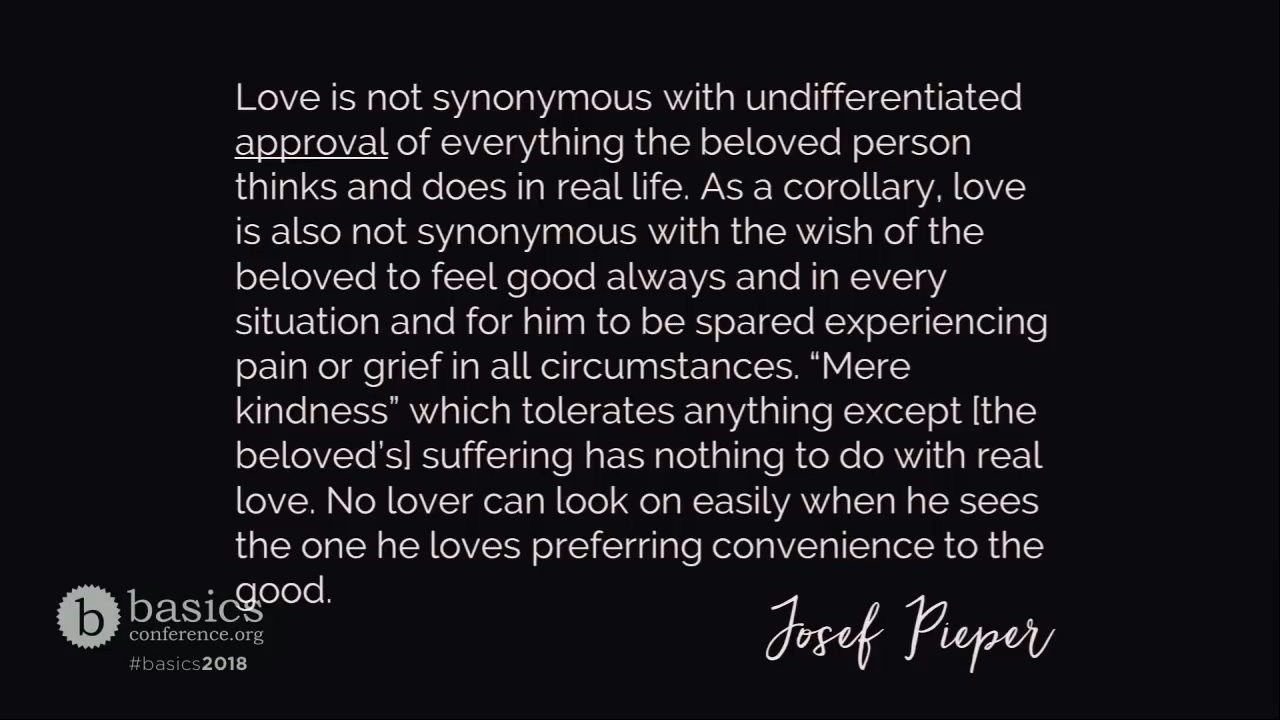 Love is not synonymous with undifferentiated
approval of everything the beloved person
thinks and does in real life. As a corollary, love
is also not synonymous with the wish of the
beloved to feel good always and in every
situation and for him to be spared experiencing
pain or grief in all circumstances. “Mere
kindness” which tolerates anything except [the
beloved’s] suffering has nothing to do with real
love. No lover can look on easily when he sees
the one he loves preferring convenience to the
good.
Josef Pieper
b basics
conference.org
#basics2018